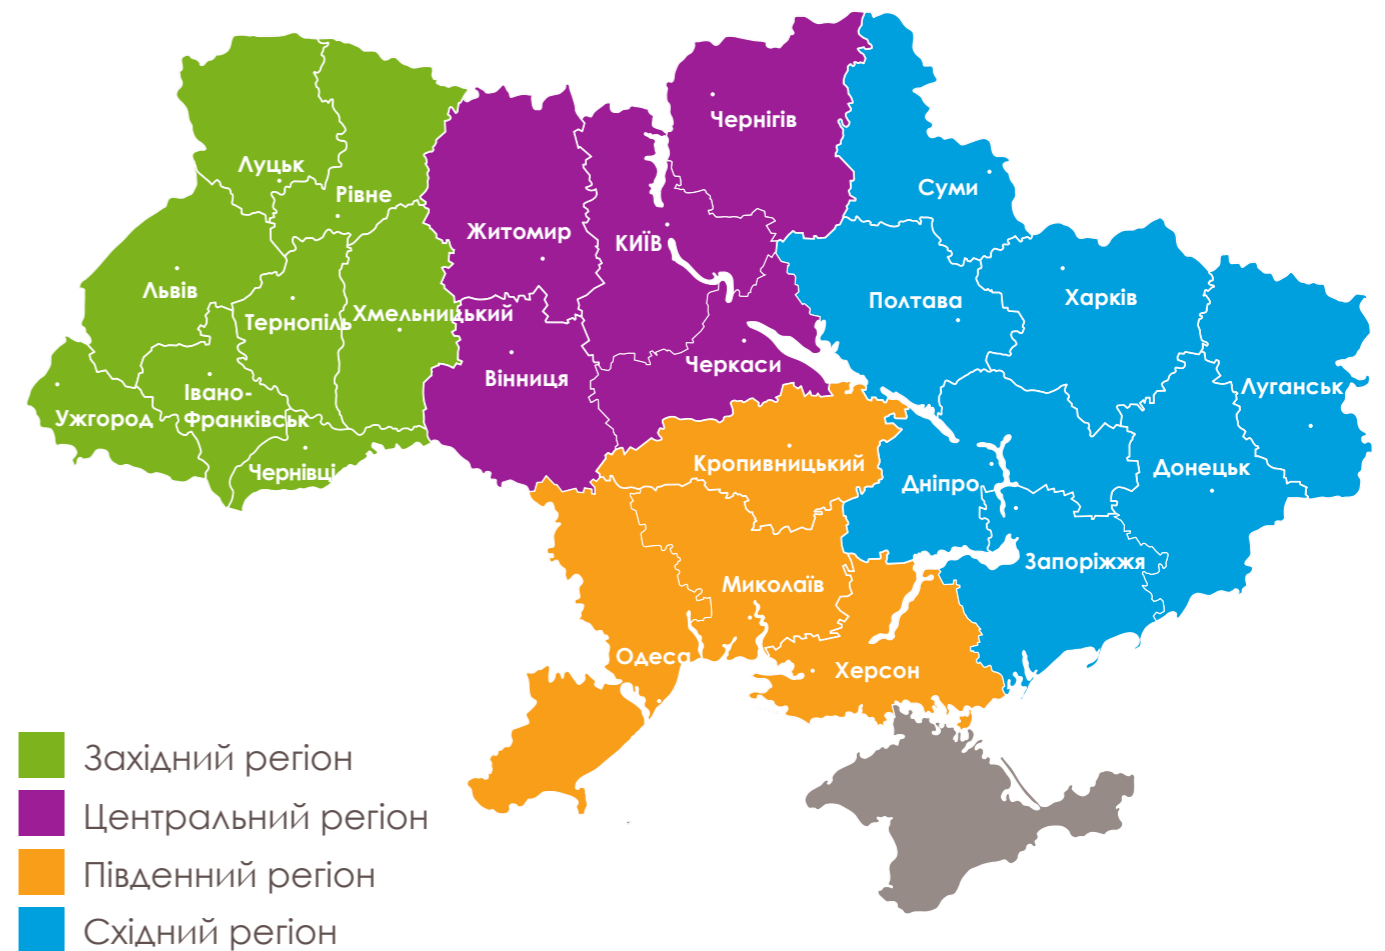 Чернігів
Луцьк
Рівне
Суми
Житомир
КИЇВ
Львів
Тернопіль
Хмельницький
Полтава
Харків
Вінниця
Черкаси
Луганськ
Ужгород
Івано-
Франківськ
Чернівці
Кропивницький
Дніпро
Донецьк
Миколаїв
Запоріжжя
Одеса
Херсон
Західний регіон
Центральний регіон
Південний регіон
Східний регіон